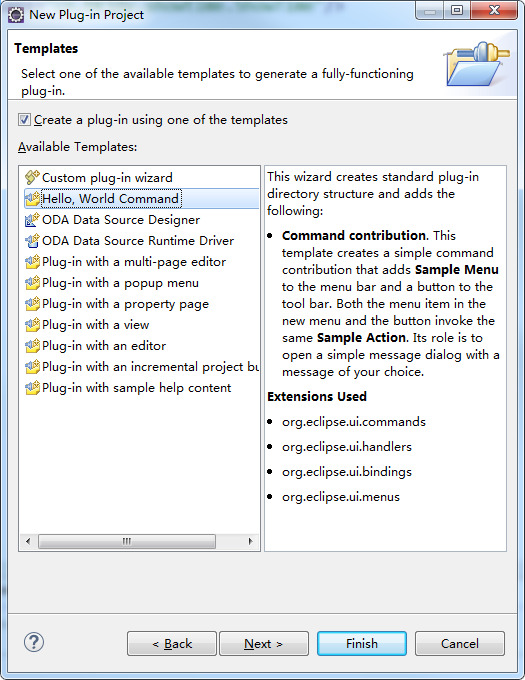 New Plug-in Project
Templates
Select one of the available templates to generate a fully-functioning
plug-in.
Create a plug-in using one of the templates
Available Templates:
Custom plug-in wizard
Hello, World Command
ODA Data Source Designer
ODA Data Source Runtime Driver
Plug-in with a multi-page editor
Plug-in with a popup menu
Plug-in with a property page
Plug-in with a view
Plug-in with an editor
Plug-in with an incremental project bu
Plug-in with sample help content
This wizard creates standard plug-in
directory structure and adds the
following:
• Command contribution. This
template creates a simple command
contribution that adds Sample Menu
to the menu bar and a button to the
tool bar. Both the menu item in the
new menu and the button invoke the
same Sample Action. Its role is to
open a simple message dialog with a
message of your choice.
Extensions Used
• org.eclipse.ui.commands
• org.eclipse.ui.handlers
• org.eclipse.ui.bindings
• org.eclipse.ui.menus
?
< Back
Next >
Finish
Cancel